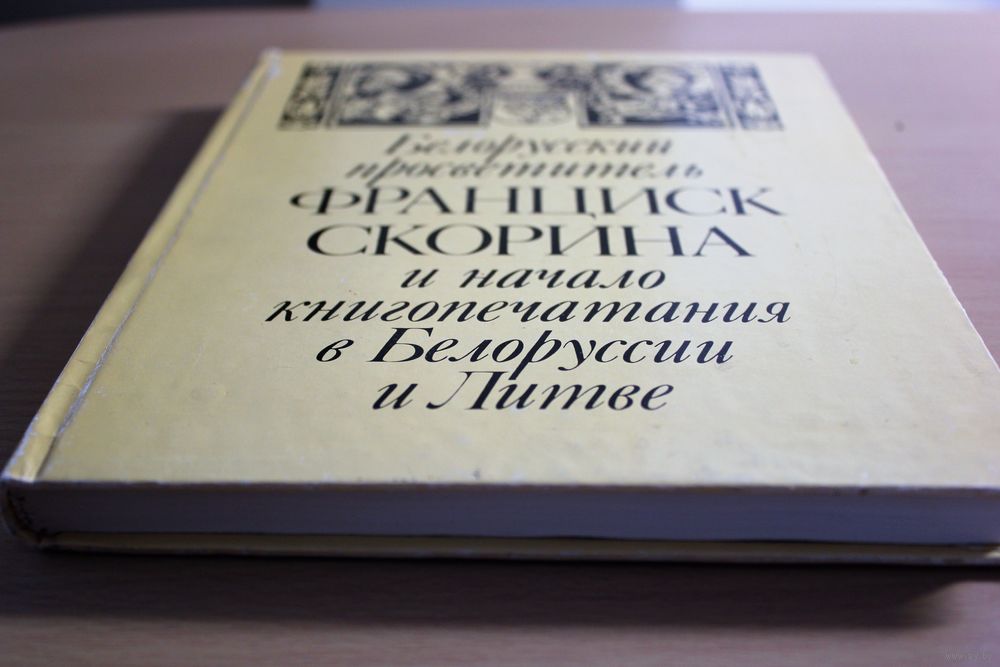 Белорусский
просветитель
ФРАНЦИСК
СКОРИНА
и начало
книгопечатания
в Белоруссии
и Литве